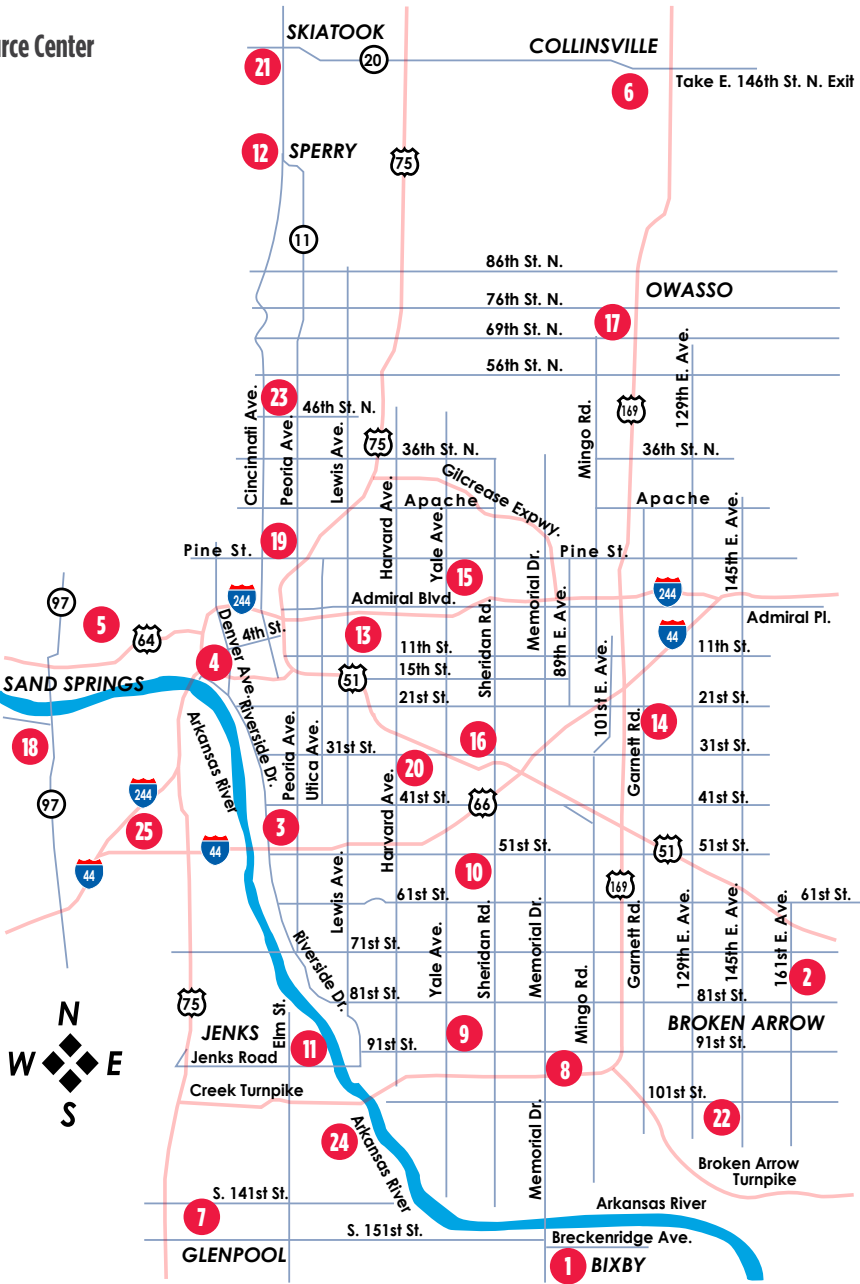 urce Center
SKIATOOK
COLLINSVILLE
21
20
6
Take E. 146th St. N. Exit
12
SPERRY
75
11
86th St. N.
OWASSO
76th St. N.
17
69th St. N.
129th E. Ave.
56th St. N.
Cincinnati Ave.
23
46th St. N.
Peoria Ave.
Lewis Ave.
169
Mingo Rd.
75
36th St. N.
36th St. N.
Gilcrease Expwy.
Harvard Ave.
Apache
Yale Ave.
Apache
145th E. Ave.
19
Pine St.
Pine St.
15
Memorial Dr.
89th E. Ave.
97
5
64
244
Admiral Blvd.
244
Admiral Pl.
Denver Ave.
4th St.
13
Sheridan Rd.
44
11th St.
11th St.
4
15th St.
101st E. Ave.
SAND SPRINGS
51
21st St.
21st St.
Garnett Rd.
14
Arkansas River
Riverside Dr.
Peoria Ave.
Utica Ave.
18
31st St.
16
31st St.
20
244
97
41st St.
66
41st St.
Harvard Ave.
25
3
44
44
51st St.
51
51st St.
10
Lewis Ave.
61st St.
169
61st St.
Yale Ave.
Sheridan Rd.
Memorial Dr.
Garnett Rd.
129th E. Ave.
145th E. Ave.
161st E. Ave.
Riverside Dr.
71st St.
2
75
81st St.
Mingo Rd.
81st St.
N
W
E
S
JENKS
Elm St.
11
91st St.
9
BROKEN ARROW
91st St.
Jenks Road
8
Creek Turnpike
101st St.
22
24
Arkansas River
Memorial Dr.
Broken Arrow
Turnpike
S. 141st St.
7
Arkansas River
S. 151st St.
Breckenridge Ave.
GLENPOOL
1
BIXBY